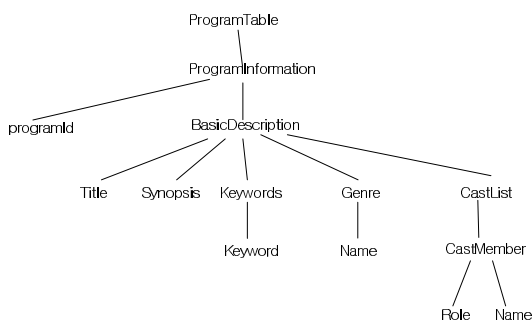 ProgramTable
ProgramInformation
programId
BasicDescription
Title Synopsis Keywords Genre CastList
Keyword Name CastMember
Role Name